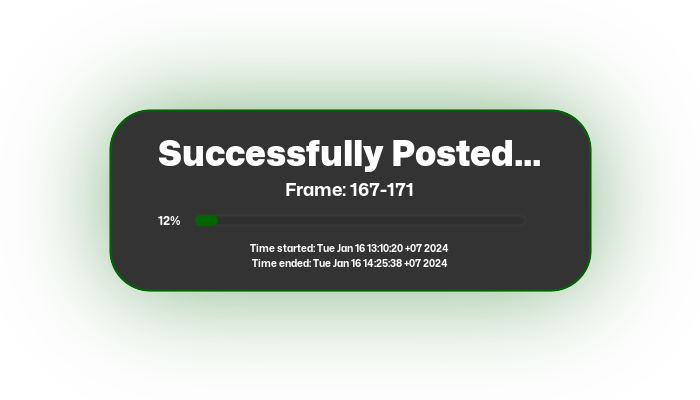 Successfully Posted...
Frame: 167-171
12%
Time started: Tue Jan 16 13:10:20 +07 2024
Time ended: Tue Jan 16 14:25:38 +07 2024